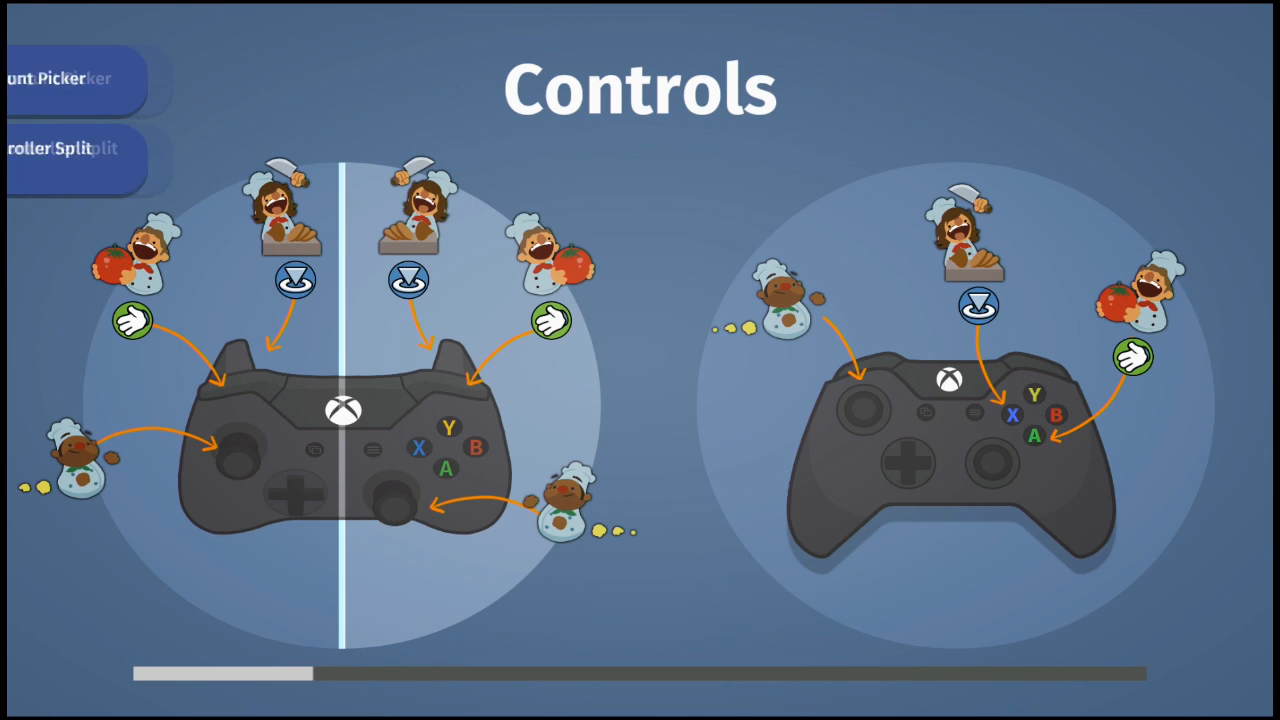 Controls
unt Picker
roller Split
Y
X
B
A
Y
X
B
A